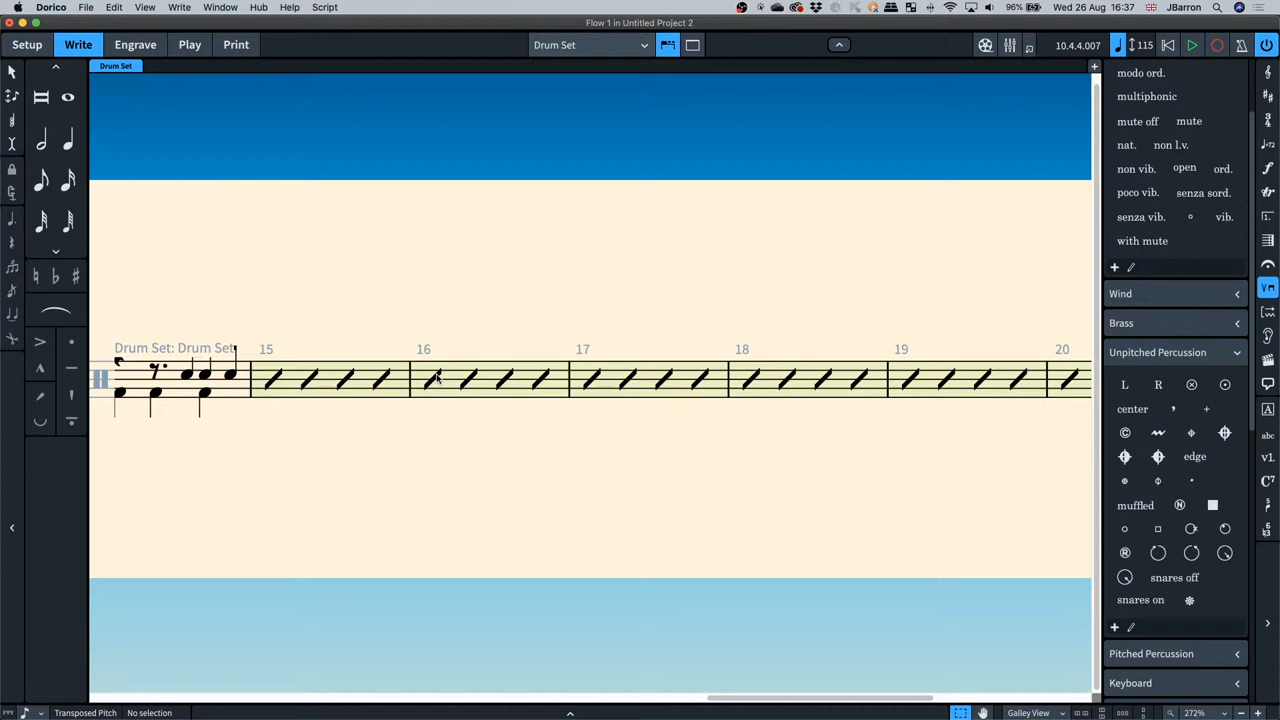 Dorico File Edit View Write Window Hub Help Script 96% Wed 26 Aug 16:37 JBarron
Flow 1 in Untitled Project 2
Setup Write Engrave Play Print Drum Set 10.4.4.007 115
Drum Set
modo ord.
multiphonic
mute off mute
nat. non l.v.
non vib. open ord.
poco vib. senza sord.
senza vib. vib.
with mute
Wind
Brass
Unpitched Percussion
L R
center
edge
muffled N
R
snares off
snares on
Pitched Percussion
Keyboard
Drum Set: Drum Set 15 16 17 18 19 20
Transposed Pitch No selection Galley View 272%